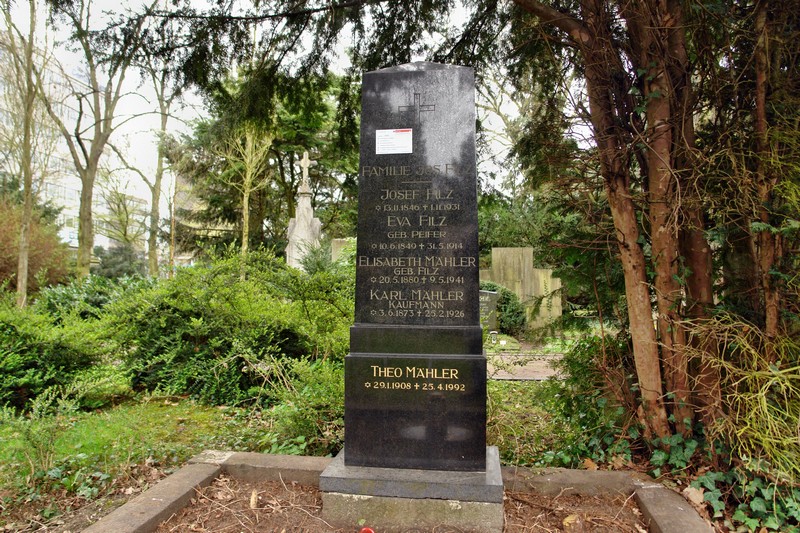 FAMILIE JOSEF
JOSEF FILZ
✡ 13.11.1846 ✝ 1.11.1931
EVA FILZ
GEB. PEIFER
✡ 10.6.1849 ✝ 31.5.1914
ELISABETH MÄHLER
GEB. FILZ
✡ 20.5.1880 ✝ 9.5.1941
KARL MÄHLER
KAUFMANN
✡ 3.6.1873 ✝ 25.2.1926
THEO MÄHLER
✡ 29.1.1908 ✝ 25.4.1992